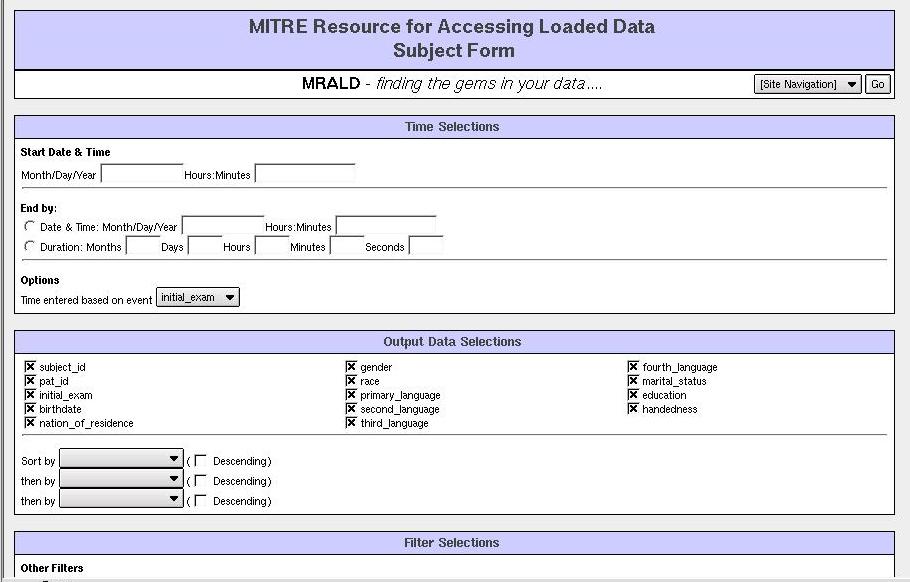 MITRE Resource for Accessing Loaded Data
Subject Form
MRALD - finding the gems in your data.... [Site Navigation] Go
Time Selections
Start Date & Time
Month/Day/Year Hours:Minutes
End by:
Date & Time: Month/Day/Year Hours:Minutes
Duration: Months Days Hours Minutes Seconds
Options
Time entered based on event initial_exam
Output Data Selections
subject_id gender fourth_language
pat_id race marital_status
initial_exam primary_language education
birthdate second_language handedness
nation_of_residence third_language
Sort by ( Descending)
then by ( Descending)
then by ( Descending)
Filter Selections
Other Filters